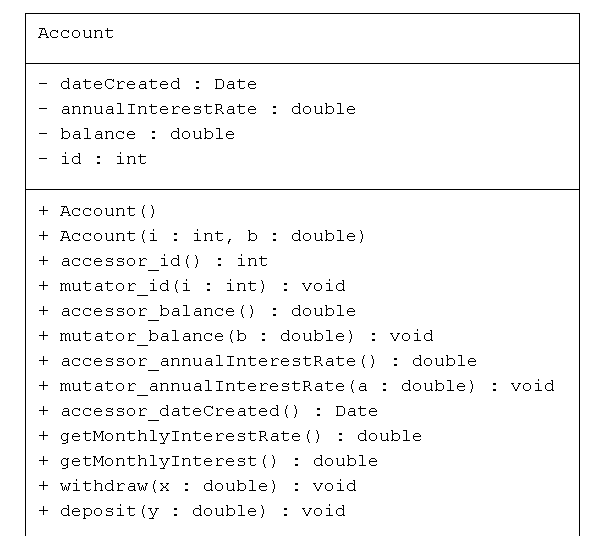 Account
- dateCreated : Date
- annualInterestRate : double
- balance : double
- id : int
+ Account()
+ Account(i : int, b : double)
+ accessor_id() : int
+ mutator_id(i : int) : void
+ accessor_balance() : double
+ mutator_balance(b : double) : void
+ accessor_annualInterestRate() : double
+ mutator_annualInterestRate(a : double) : void
+ accessor_dateCreated() : Date
+ getMonthlyInterestRate() : double
+ getMonthlyInterest() : double
+ withdraw(x : double) : void
+ deposit(y : double) : void